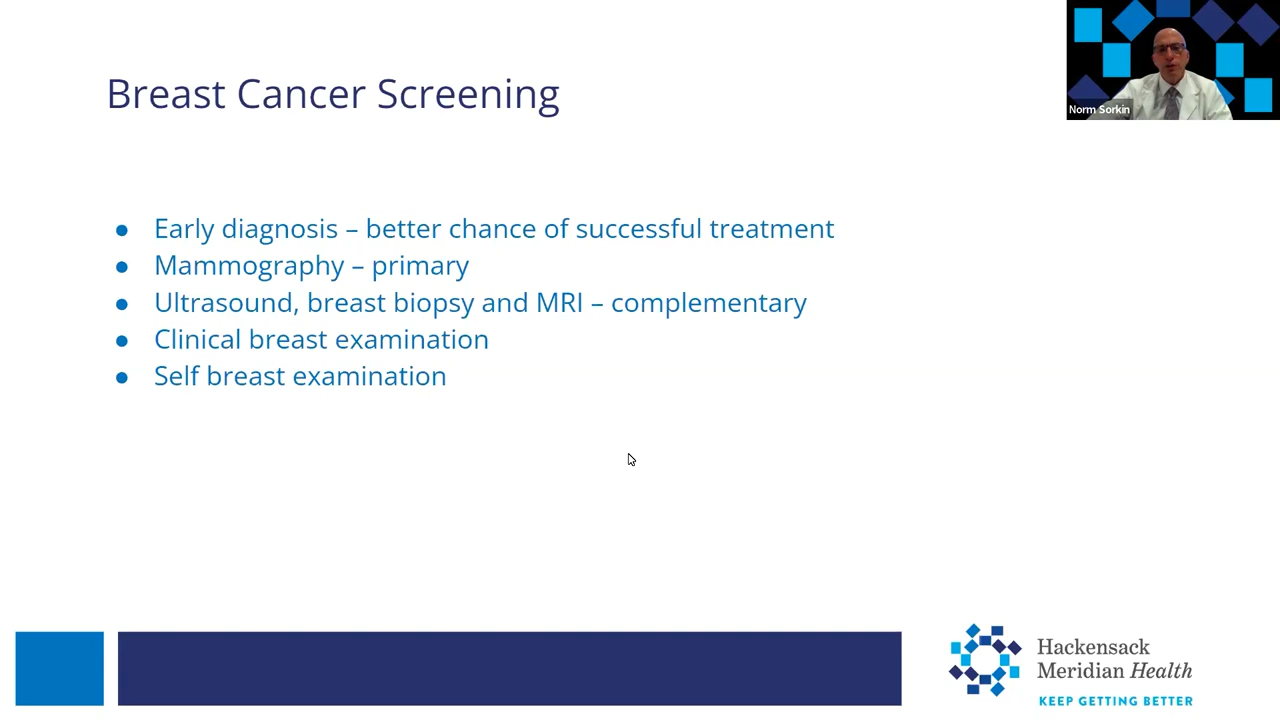 Breast Cancer Screening
Norm Sorkin
● Early diagnosis – better chance of successful treatment
● Mammography – primary
● Ultrasound, breast biopsy and MRI – complementary
● Clinical breast examination
● Self breast examination
Hackensack
Meridian Health
KEEP GETTING BETTER